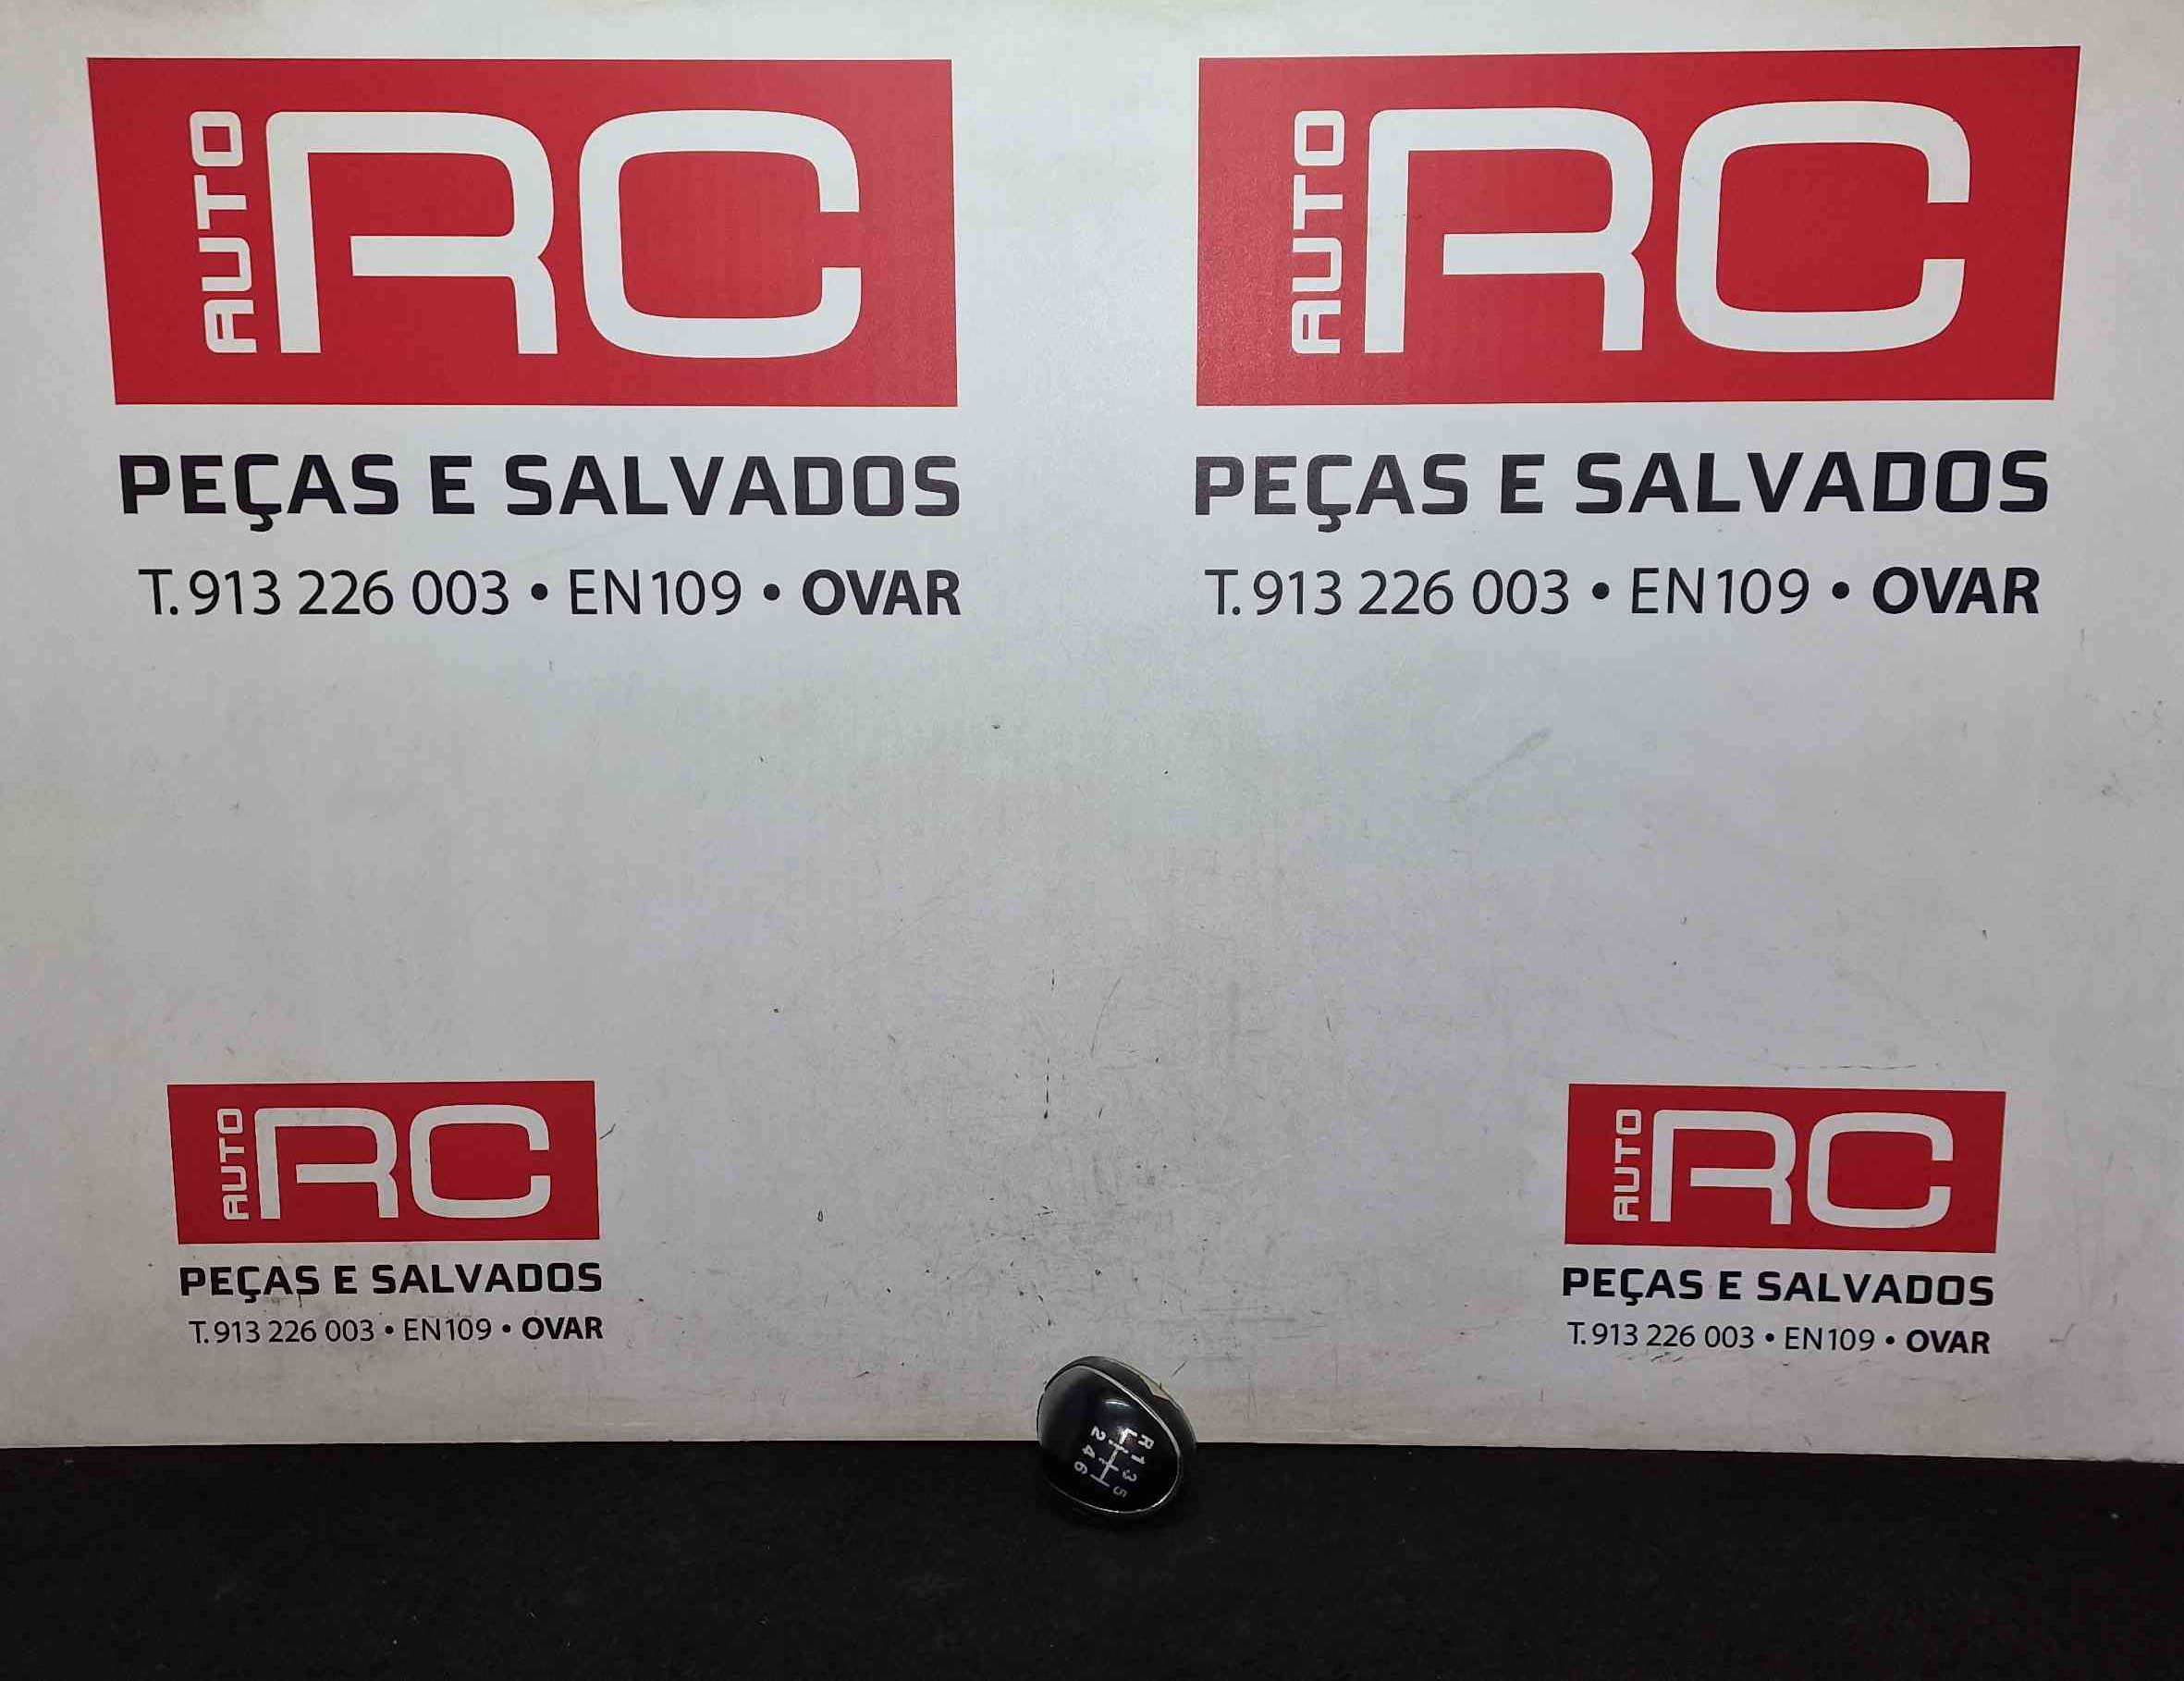 AUTO RC
PEÇAS E SALVADOS
T. 913 226 003 • EN109 • OVAR
AUTO RC
PEÇAS E SALVADOS
T. 913 226 003 • EN109 • OVAR
AUTO RC
PEÇAS E SALVADOS
T. 913 226 003 • EN109 • OVAR
AUTO RC
PEÇAS E SALVADOS
T. 913 226 003 • EN109 • OVAR
R 1 3 5
2 4 6